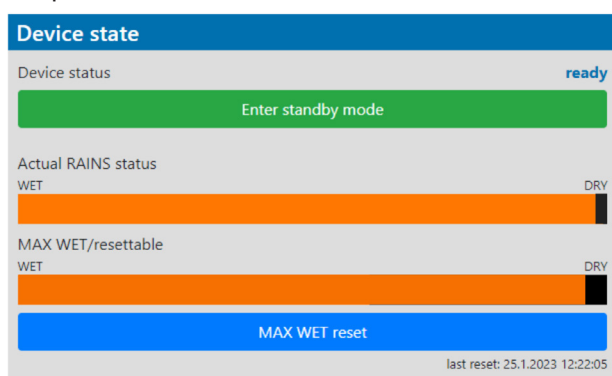 Device state
Device status ready
Enter standby mode
Actual RAINS status
WET DRY
MAX WET/resettable
WET DRY
MAX WET reset
last reset: 25.1.2023 12:22:05